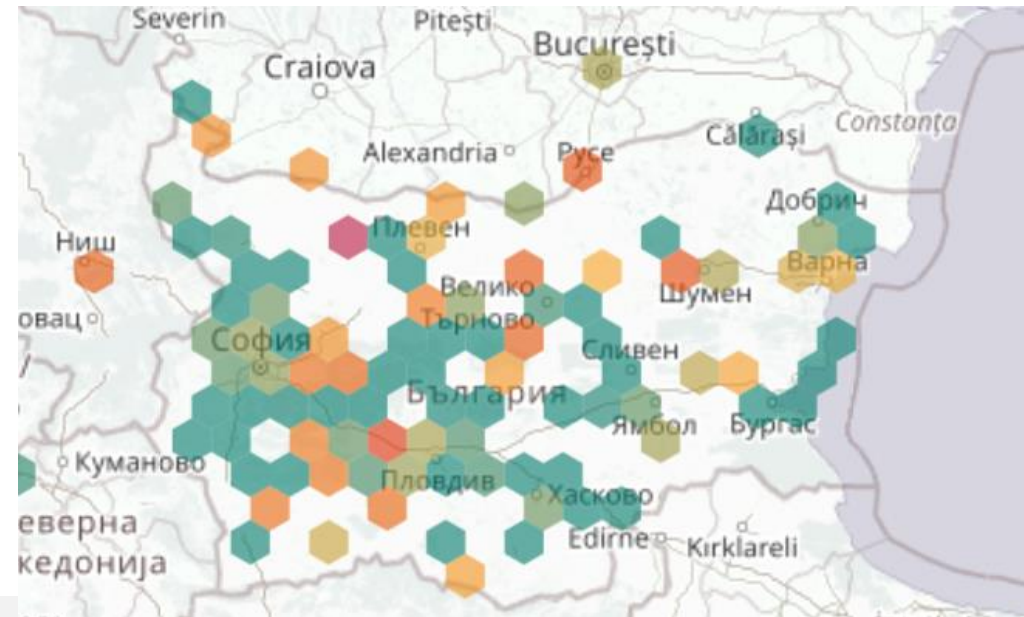 Severin
Pitești
București
Craiova
Călărași
Constanța
Alexandria
Русе
Добрич
Плевен
Ниш
Варна
Велико
Търново
Шумен
овац
София
Сливен
България
Ямбол
Бургас
Куманово
Пловдив
Хасково
еверна
кедонија
Edirne
Kırklareli